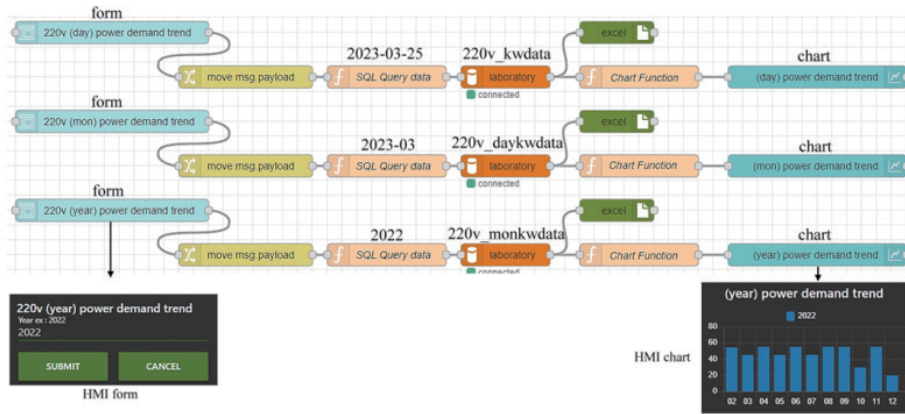 form
220v (day) power demand trend
2023-03-25
220v_kwdata
excel
chart
move msg.payload
SQL Query data
laboratory
Chart Function
(day) power demand trend
connected
form
220v (mon) power demand trend
2023-03
220v_daykwdata
excel
chart
move msg.payload
SQL Query data
laboratory
Chart Function
(mon) power demand trend
connected
form
220v (year) power demand trend
2022
220v_monkwdata
excel
chart
move msg.payload
SQL Query data
laboratory
Chart Function
(year) power demand trend
connected
220v (year) power demand trend
Year ex : 2022
2022
SUBMIT
CANCEL
HMI form
HMI chart
(year) power demand trend
2022
80
60
40
20
0
02 03 04 05 06 07 08 09 10 11 12